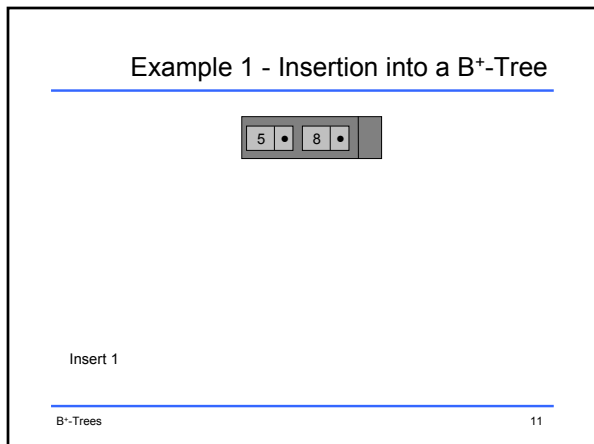 Example 1 - Insertion into a B⁺-Tree
5 • 8 •
Insert 1
B⁺-Trees 11